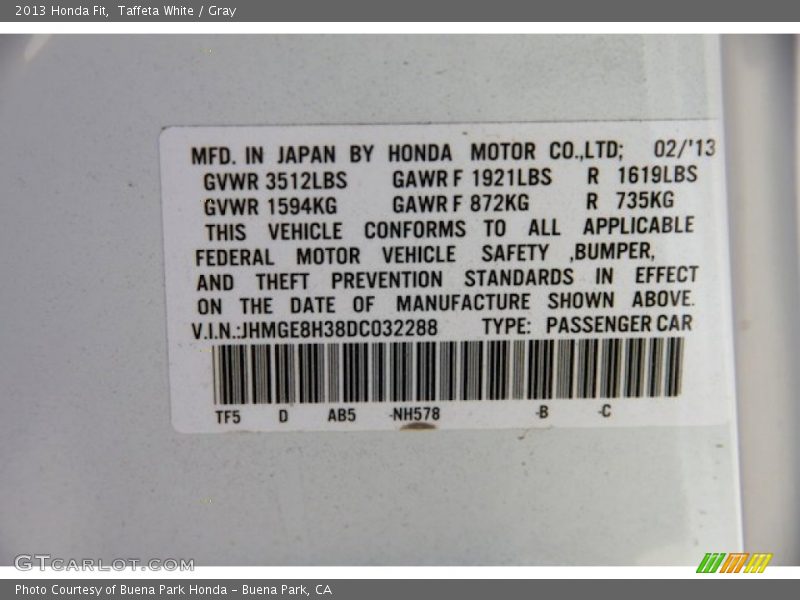 2013 Honda Fit, Taffeta White / Gray
MFD. IN JAPAN BY HONDA MOTOR CO.,LTD; 02/'13
GVWR 3512LBS GAWR F 1921LBS R 1619LBS
GVWR 1594KG GAWR F 872KG R 735KG
THIS VEHICLE CONFORMS TO ALL APPLICABLE
FEDERAL MOTOR VEHICLE SAFETY ,BUMPER,
AND THEFT PREVENTION STANDARDS IN EFFECT
ON THE DATE OF MANUFACTURE SHOWN ABOVE.
V.I.N.:JHMGE8H38DC032288 TYPE: PASSENGER CAR
TF5 D AB5 -NH578 -B -C
GTCARLOT.COM
Photo Courtesy of Buena Park Honda - Buena Park, CA